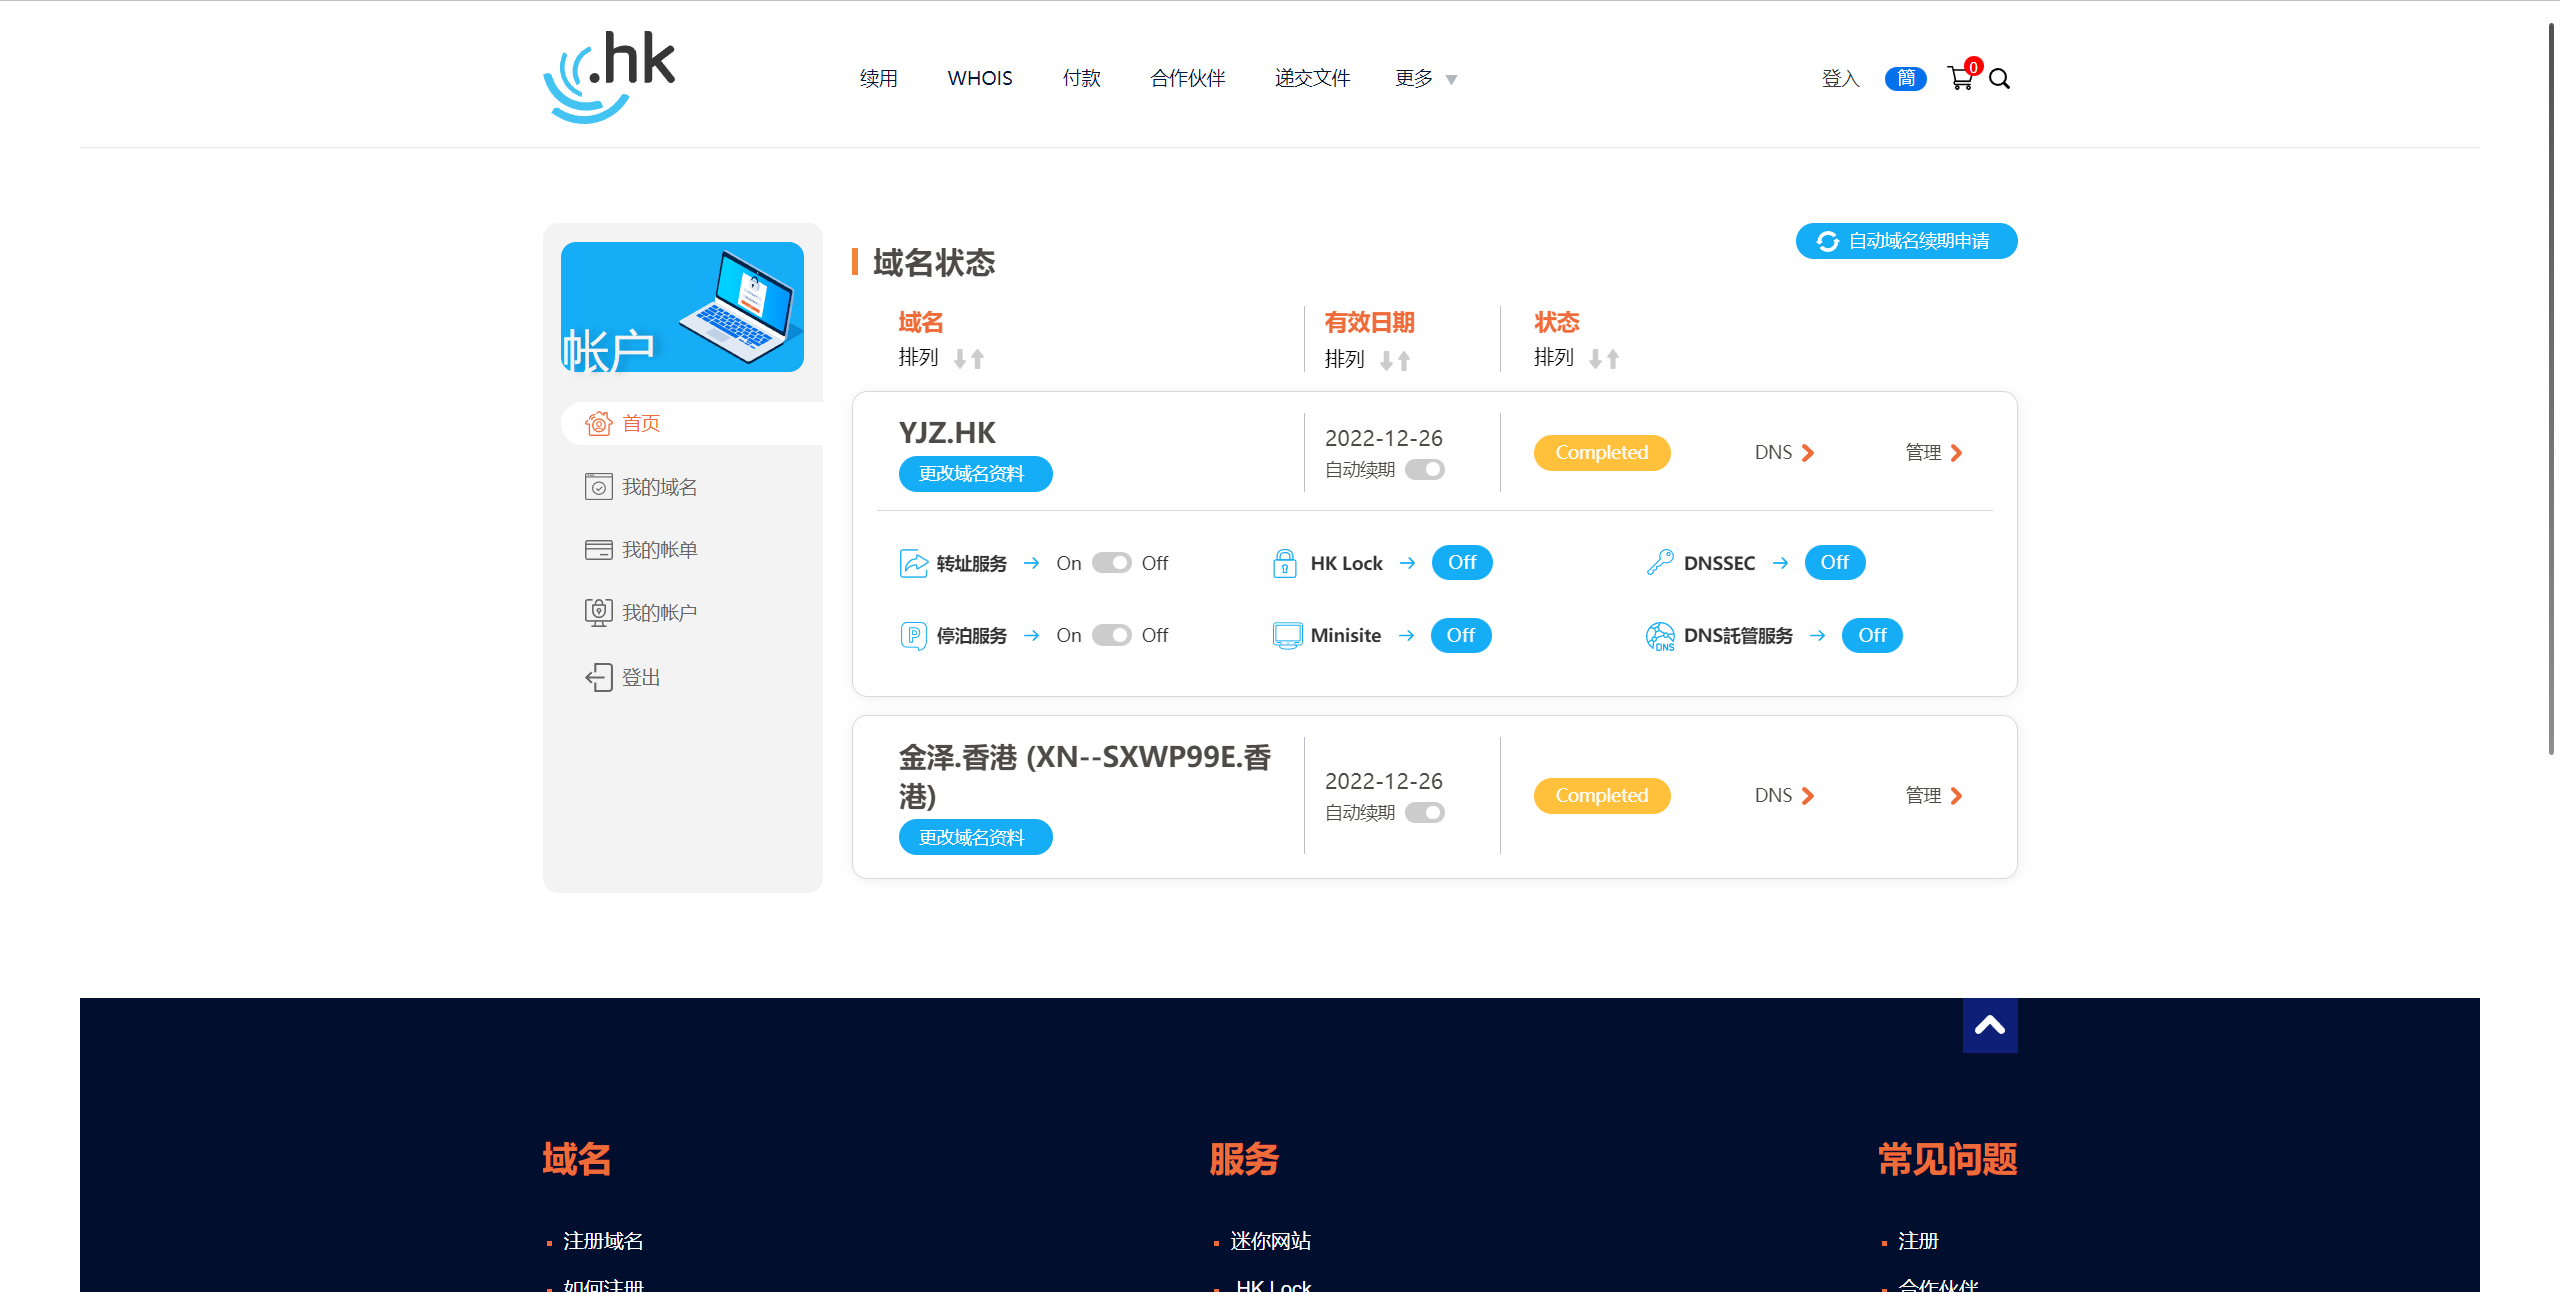 .hk
续用 WHOIS 付款 合作伙伴 递交文件 更多
登入 簡 0
帐户
首页
我的域名
我的帐单
我的帐户
登出
域名状态
自动域名续期申请
域名 有效日期 状态
排列 排列 排列
YJZ.HK
更改域名资料
2022-12-26
自动续期
Completed DNS 管理
转址服务 On Off HK Lock Off DNSSEC Off
P 停泊服务 On Off Minisite Off DNS DNS託管服务 Off
金泽.香港 (XN--SXWP99E.香
港)
更改域名资料
2022-12-26
自动续期
Completed DNS 管理
域名 服务 常见问题
注册域名 迷你网站 注册
如何注册 HK Lock 合作伙伴